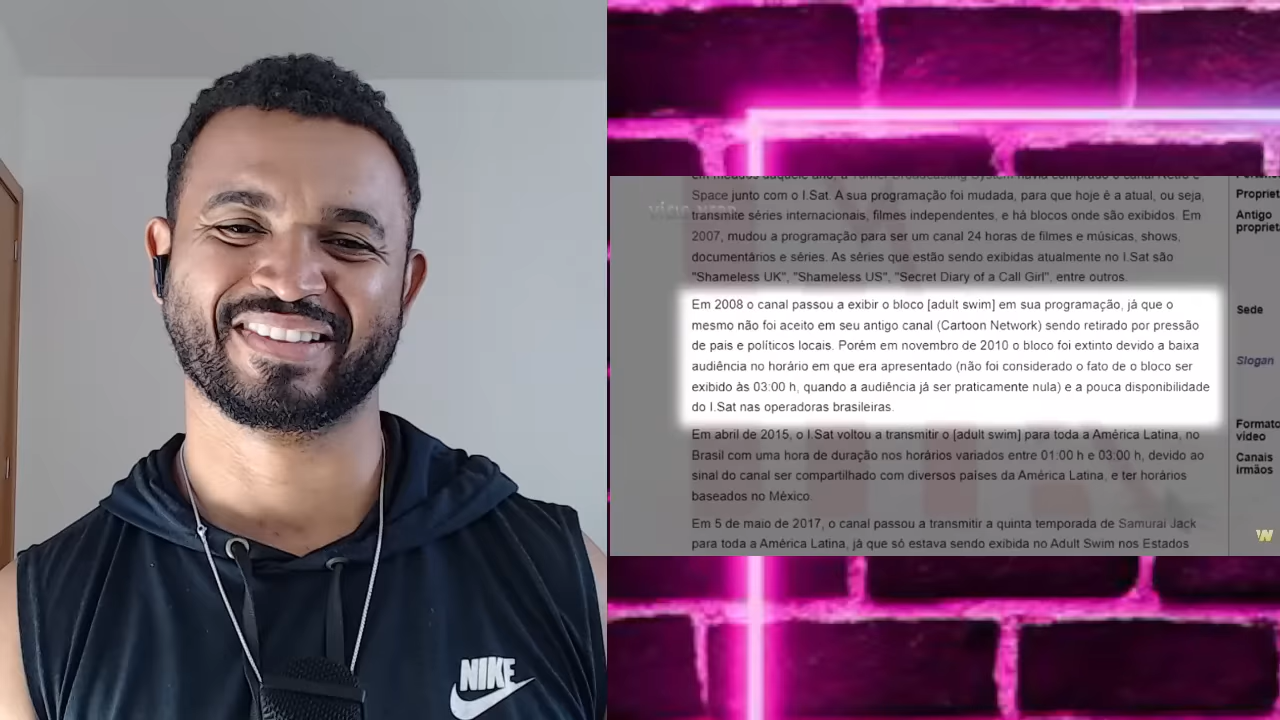 Space junto com o I.Sat. A sua programação foi mudada, para que hoje é a atual, ou seja,
transmite séries internacionais, filmes independentes, e há blocos onde são exibidos. Em
2007, mudou a programação para ser um canal 24 horas de filmes e músicas, shows,
documentários e séries. As séries que estão sendo exibidas atualmente no I.Sat são
"Shameless UK", "Shameless US", "Secret Diary of a Call Girl", entre outros.
Em 2008 o canal passou a exibir o bloco [adult swim] em sua programação, já que o
mesmo não foi aceito em seu antigo canal (Cartoon Network) sendo retirado por pressão
de pais e políticos locais. Porém em novembro de 2010 o bloco foi extinto devido a baixa
audiência no horário em que era apresentado (não foi considerado o fato de o bloco ser
exibido às 03:00 h, quando a audiência já ser praticamente nula) e a pouca disponibilidade
do I.Sat nas operadoras brasileiras.
Em abril de 2015, o I.Sat voltou a transmitir o [adult swim] para toda a América Latina, no
Brasil com uma hora de duração nos horários variados entre 01:00 h e 03:00 h, devido ao
sinal do canal ser compartilhado com diversos países da América Latina, e ter horários
baseados no México.
Em 5 de maio de 2017, o canal passou a transmitir a quinta temporada de Samurai Jack
para toda a América Latina, já que só estava sendo exibida no Adult Swim nos Estados
Propriet
Antigo
propriet
Sede
Slogan
Formato
vídeo
Canais
irmãos
W
NIKE